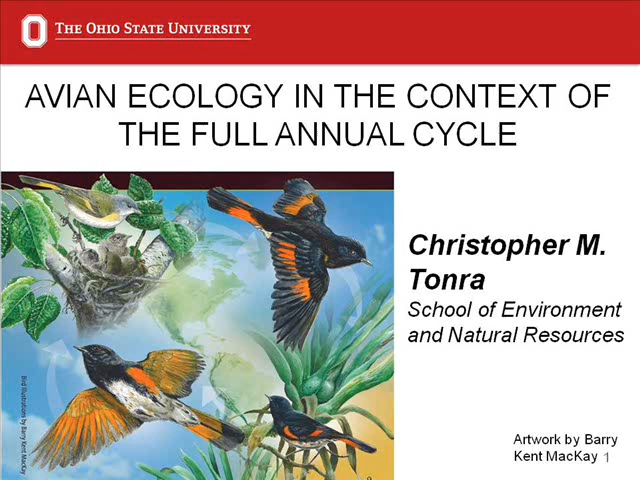 THE OHIO STATE UNIVERSITY
AVIAN ECOLOGY IN THE CONTEXT OF
THE FULL ANNUAL CYCLE
Christopher M.
Tonra
School of Environment
and Natural Resources
Bird Illustrations by Barry
Kent MacKay
Artwork by Barry
Kent MacKay 1